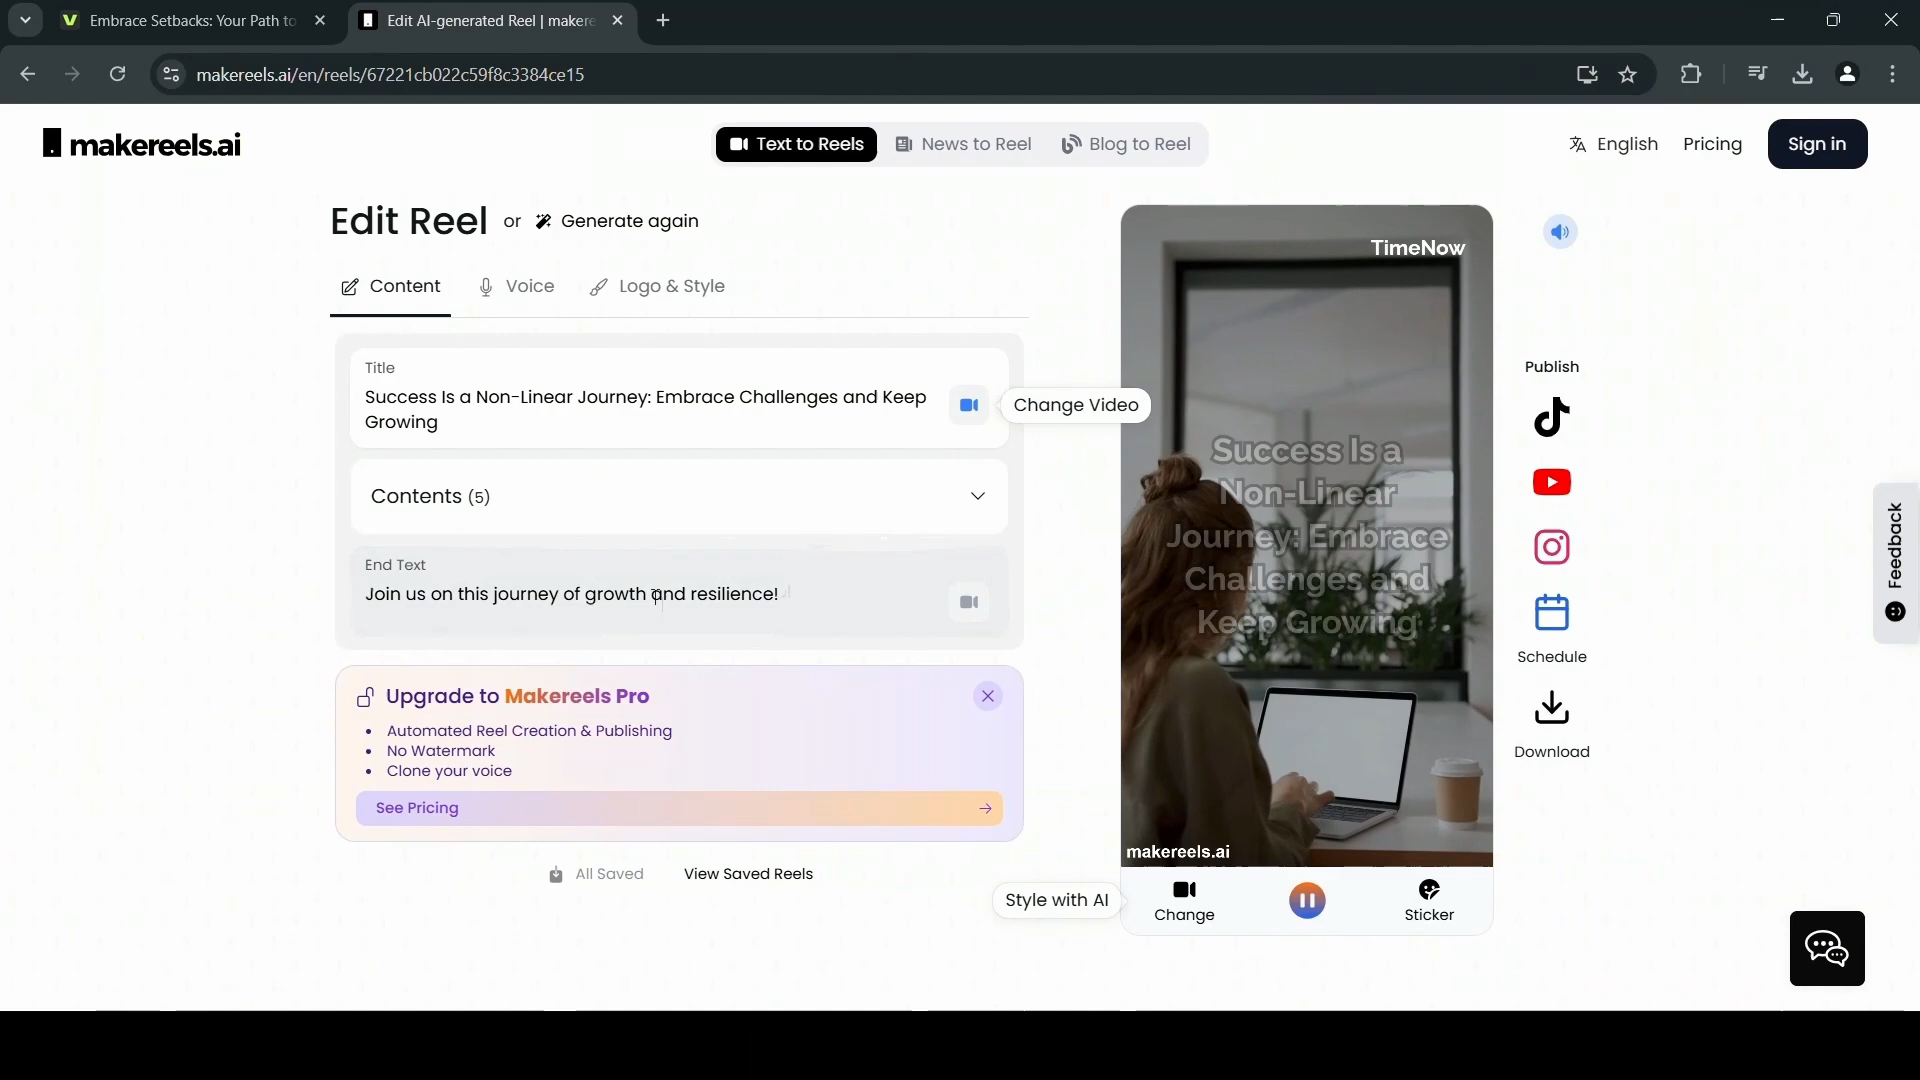 Embrace Setbacks: Your Path to
Edit AI-generated Reel | makere
makereels.ai/en/reels/67221cb022c59f8c3384ce15
makereels.ai
Text to Reels
News to Reel
Blog to Reel
English
Pricing
Sign in
Edit Reel or Generate again
Content
Voice
Logo & Style
Title
Success Is a Non-Linear Journey: Embrace Challenges and Keep
Growing
Change Video
Contents (5)
End Text
Join us on this journey of growth and resilience!
Upgrade to Makereels Pro
• Automated Reel Creation & Publishing
• No Watermark
• Clone your voice
See Pricing
All Saved
View Saved Reels
TimeNow
Success Is a
Non-Linear
Journey: Embrace
Challenges and
Keep Growing
makereels.ai
Style with AI
Change
Sticker
Publish
Schedule
Download
Feedback